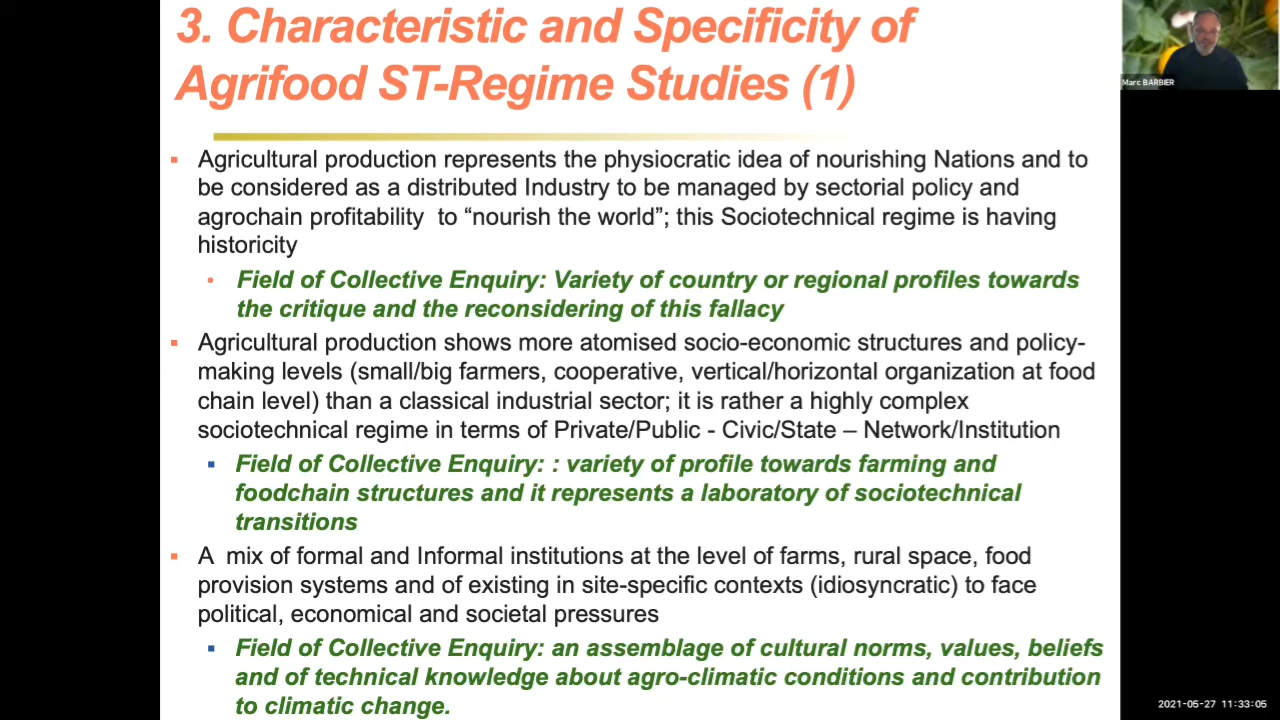 3. Characteristic and Specificity of
Agrifood ST-Regime Studies (1)
Marc BARBIER
Agricultural production represents the physiocratic idea of nourishing Nations and to
be considered as a distributed Industry to be managed by sectorial policy and
agrochain profitability to “nourish the world”; this Sociotechnical regime is having
historicity
Field of Collective Enquiry: Variety of country or regional profiles towards
the critique and the reconsidering of this fallacy
Agricultural production shows more atomised socio-economic structures and policy-
making levels (small/big farmers, cooperative, vertical/horizontal organization at food
chain level) than a classical industrial sector; it is rather a highly complex
sociotechnical regime in terms of Private/Public - Civic/State – Network/Institution
Field of Collective Enquiry: : variety of profile towards farming and
foodchain structures and it represents a laboratory of sociotechnical
transitions
A mix of formal and Informal institutions at the level of farms, rural space, food
provision systems and of existing in site-specific contexts (idiosyncratic) to face
political, economical and societal pressures
Field of Collective Enquiry: an assemblage of cultural norms, values, beliefs
and of technical knowledge about agro-climatic conditions and contribution
to climatic change.
2021-05-27 11:33:05